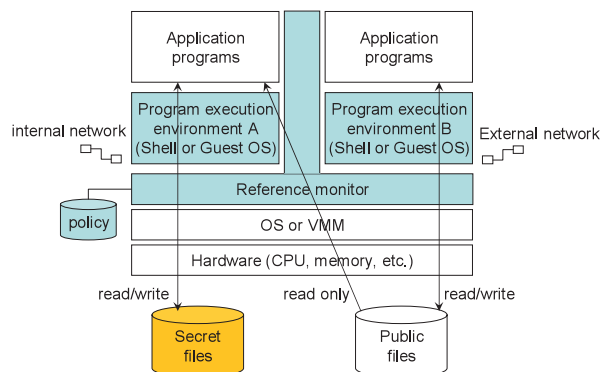 Application
programs
Application
programs
internal network
Program execution
environment A
(Shell or Guest OS)
Program execution
environment B
(Shell or Guest OS)
External network
Reference monitor
policy
OS or VMM
Hardware (CPU, memory, etc.)
read/write
read only
read/write
Secret
files
Public
files